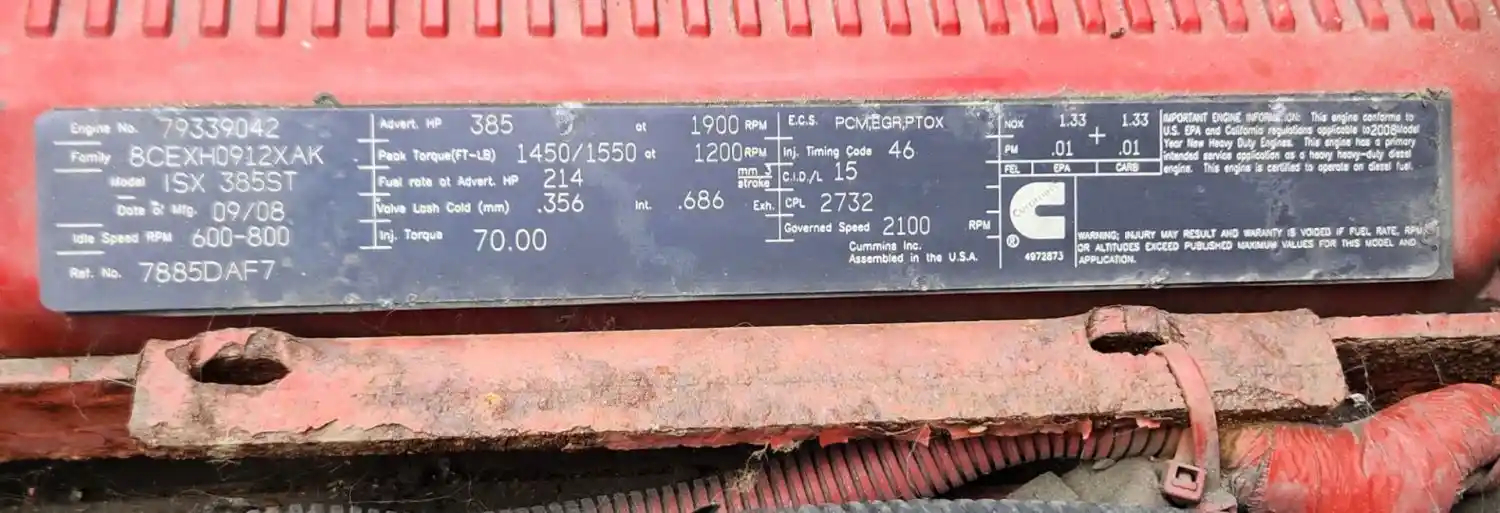 Engine No. 79339042
Family 8CEXH0912XAK
Model ISX 385ST
Date of Mfg. 09/08
Idle Speed RPM 600-800
Ref. No. 7885DAF7
Advert. HP 385 at 1900 RPM
Peak Torque(FT-LB) 1450/1550 at 1200 RPM
Fuel rate at Advert. HP 214 mm3 stroke
Valve Lash Cold (mm) .356 Int. .686 Exh.
Inj. Torque 70.00
E.C.S. PCM,EGR,PTOX
Inj. Timing Code 46
C.I.D./L 15
CPL 2732
Governed Speed 2100 RPM
Cummins Inc.
Assembled in the U.S.A.
NOX 1.33 + 1.33
PM .01 .01
FEL EPA CARB
Cummins
®
4972873
IMPORTANT ENGINE INFORMATION: This engine conforms to
U.S. EPA and California regulations applicable to 2008 Model
Year New Heavy Duty Engines. This engine has a primary
intended service application as a heavy heavy-duty diesel
engine. This engine is certified to operate on diesel fuel.
WARNING: INJURY MAY RESULT AND WARRANTY IS VOIDED IF FUEL RATE, RPM
OR ALTITUDES EXCEED PUBLISHED MAXIMUM VALUES FOR THIS MODEL AND
APPLICATION.